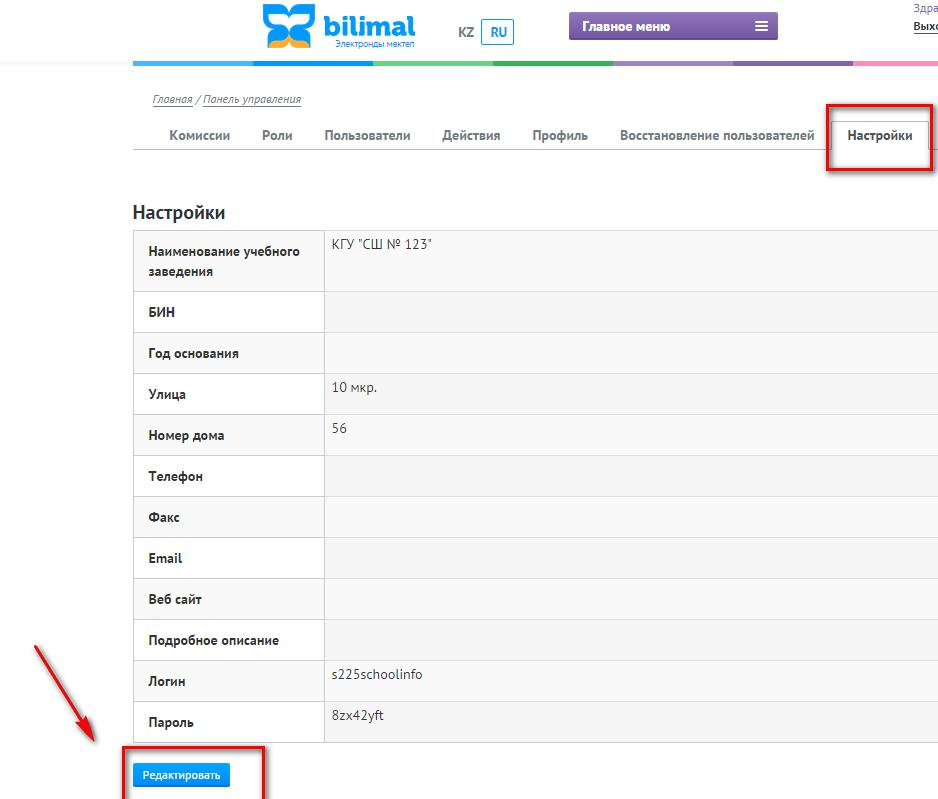 bilimal
Электронды мектеп
KZ RU
Главное меню
Здра
Выхо
Главная / Панель управления
Комиссии Роли Пользователи Действия Профиль Восстановление пользователей Настройки
Настройки
Наименование учебного заведения КГУ "СШ № 123"
БИН
Год основания
Улица 10 мкр.
Номер дома 56
Телефон
Факс
Email
Веб сайт
Подробное описание
Логин s225schoolinfo
Пароль 8zx42yft
Редактировать